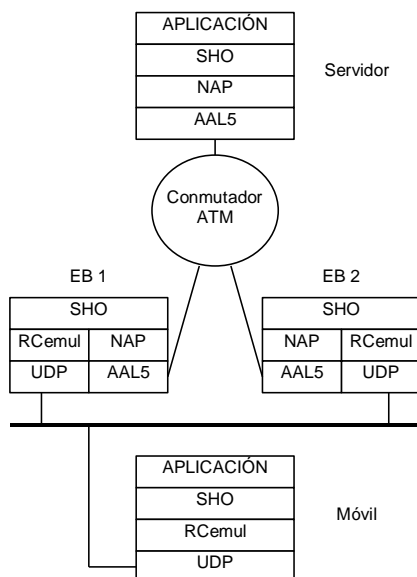 APLICACIÓN
SHO
Servidor
NAP
AAL5
Conmutador
ATM
EB 1
EB 2
SHO
SHO
RCemul NAP
NAP RCemul
UDP AAL5
AAL5 UDP
APLICACIÓN
SHO
Móvil
RCemul
UDP